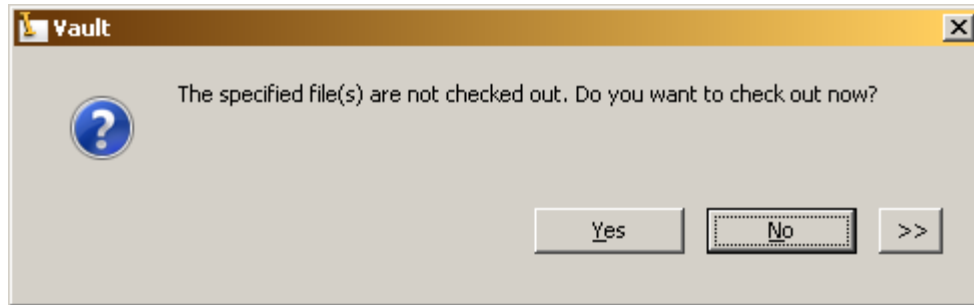 Vault
The specified file(s) are not checked out. Do you want to check out now?
Yes No >>